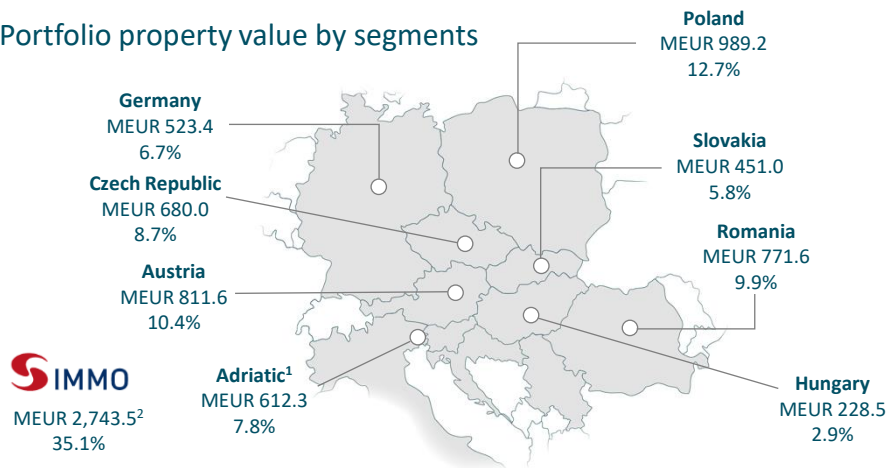 Portfolio property value by segments
Poland
MEUR 989.2
12.7%
Germany
MEUR 523.4
6.7%
Slovakia
MEUR 451.0
5.8%
Czech Republic
MEUR 680.0
8.7%
Romania
MEUR 771.6
9.9%
Austria
MEUR 811.6
10.4%
S IMMO
MEUR 2,743.5²
35.1%
Adriatic¹
MEUR 612.3
7.8%
Hungary
MEUR 228.5
2.9%